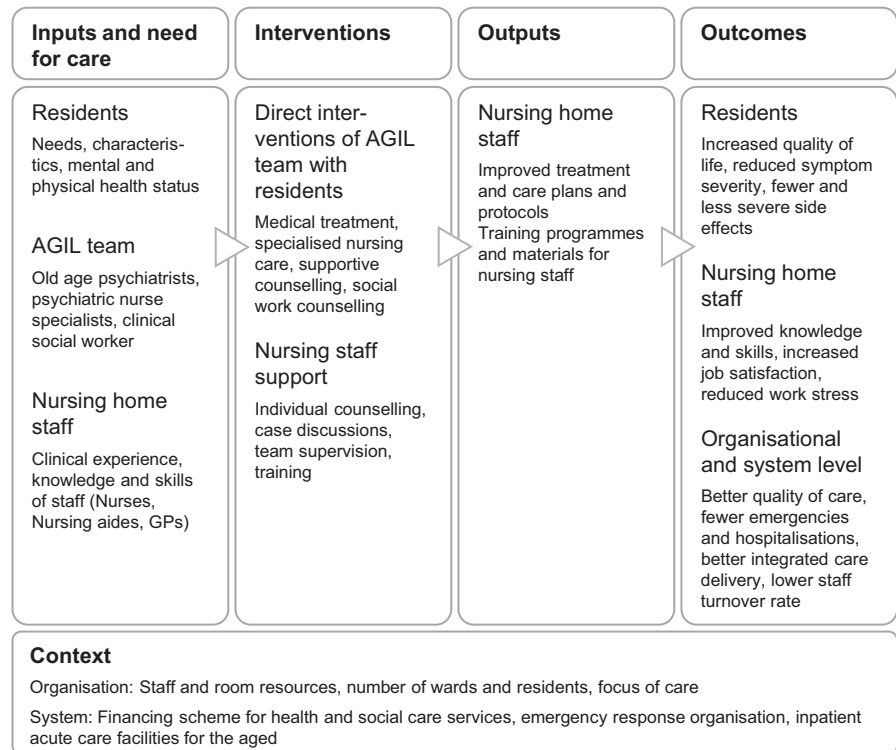 Inputs and need
for care
Interventions
Outputs
Outcomes
Residents
Needs, characteris-
tics, mental and
physical health status
AGIL team
Old age psychiatrists,
psychiatric nurse
specialists, clinical
social worker
Nursing home
staff
Clinical experience,
knowledge and skills
of staff (Nurses,
Nursing aides, GPs)
Direct inter-
ventions of AGIL
team with
residents
Medical treatment,
specialised nursing
care, supportive
counselling, social
work counselling
Nursing staff
support
Individual counselling,
case discussions,
team supervision,
training
Nursing home
staff
Improved treatment
and care plans and
protocols
Training programmes
and materials for
nursing staff
Residents
Increased quality of
life, reduced symptom
severity, fewer and
less severe side
effects
Nursing home
staff
Improved knowledge
and skills, increased
job satisfaction,
reduced work stress
Organisational
and system level
Better quality of care,
fewer emergencies
and hospitalisations,
better integrated care
delivery, lower staff
turnover rate
Context
Organisation: Staff and room resources, number of wards and residents, focus of care
System: Financing scheme for health and social care services, emergency response organisation, inpatient
acute care facilities for the aged